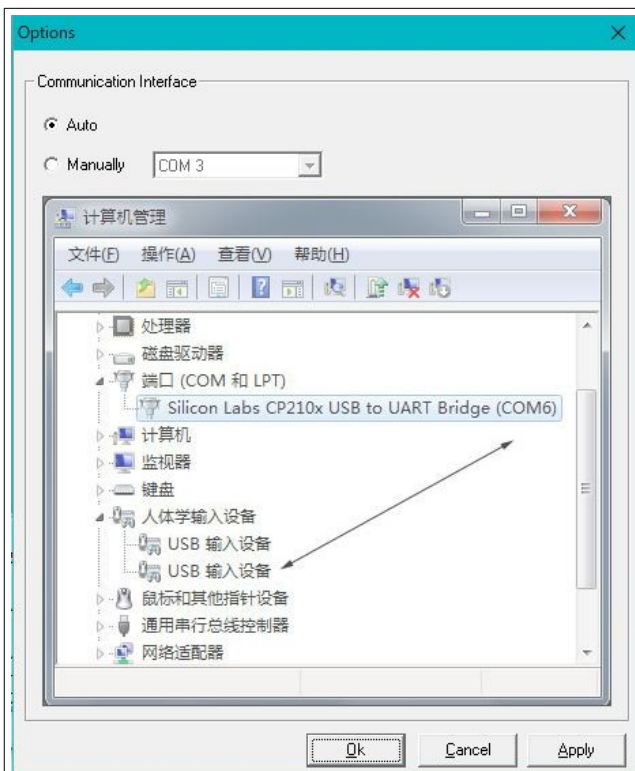 Options
Communication Interface
Auto
Manually COM 3
计算机管理
文件(F) 操作(A) 查看(V) 帮助(H)
处理器
磁盘驱动器
端口 (COM 和 LPT)
Silicon Labs CP210x USB to UART Bridge (COM6)
计算机
监视器
键盘
人体学输入设备
USB 输入设备
USB 输入设备
鼠标和其他指针设备
通用串行总线控制器
网络适配器
Ok Cancel Apply